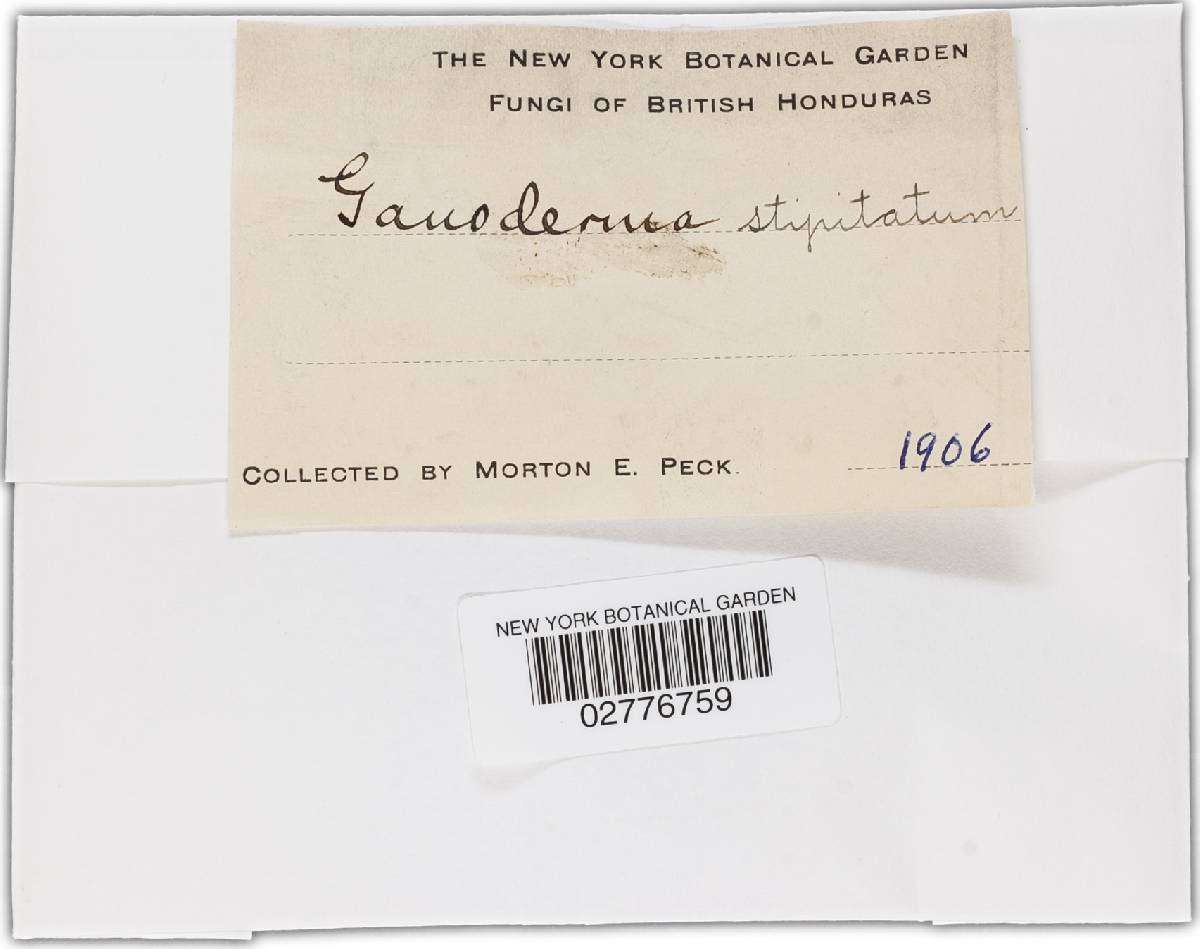 THE NEW YORK BOTANICAL GARDEN
FUNGI OF BRITISH HONDURAS
Ganoderma stipitatum
COLLECTED BY MORTON E. PECK.
1906
NEW YORK BOTANICAL GARDEN
02776759